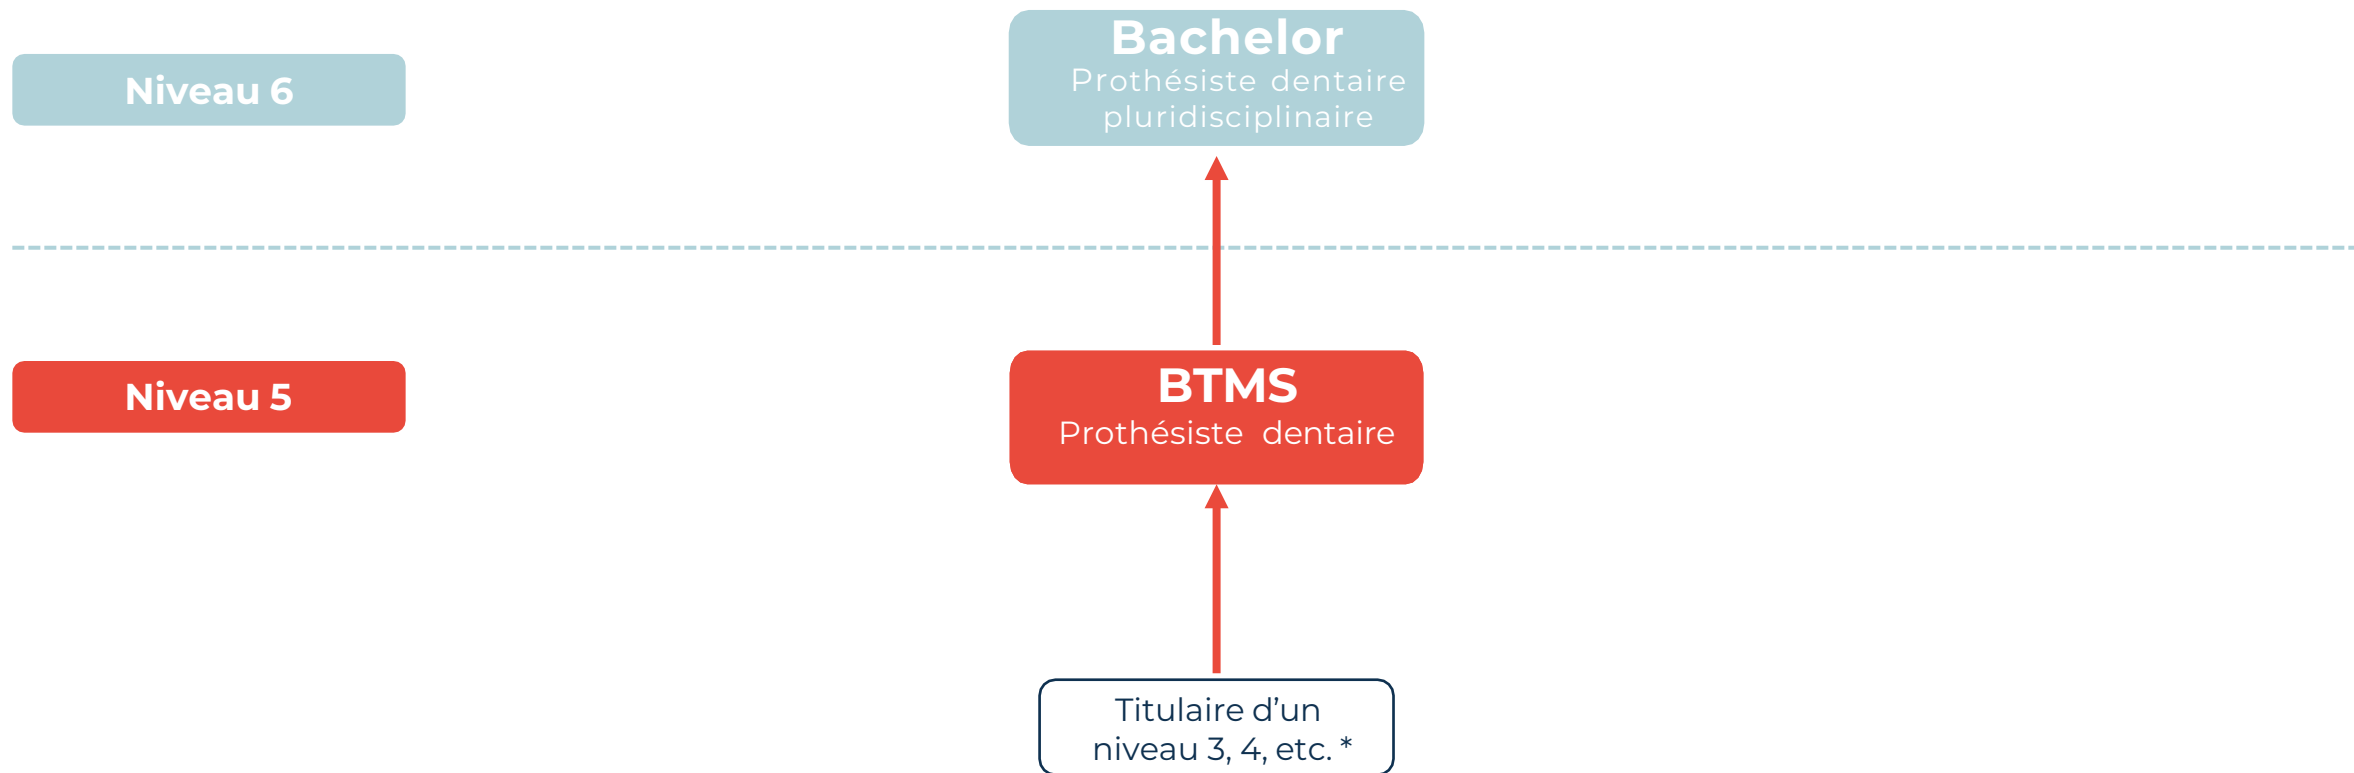 Bachelor
Prothésiste dentaire
pluridisciplinaire
Niveau 6
Niveau 5
BTMS
Prothésiste dentaire
Titulaire d’un
niveau 3, 4, etc. *